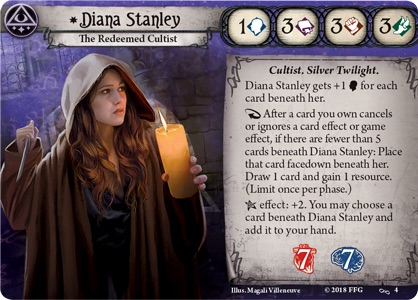 Diana Stanley
The Redeemed Cultist
1 3 3 3
Cultist. Silver Twilight.
Diana Stanley gets +1 for each
card beneath her.
After a card you own cancels
or ignores a card effect or game
effect, if there are fewer than 5
cards beneath Diana Stanley: Place
that card facedown beneath her.
Draw 1 card and gain 1 resource.
(Limit once per phase.)
effect: +2. You may choose a
card beneath Diana Stanley and
add it to your hand.
7 7
Illus. Magali Villeneuve © 2018 FFG 4